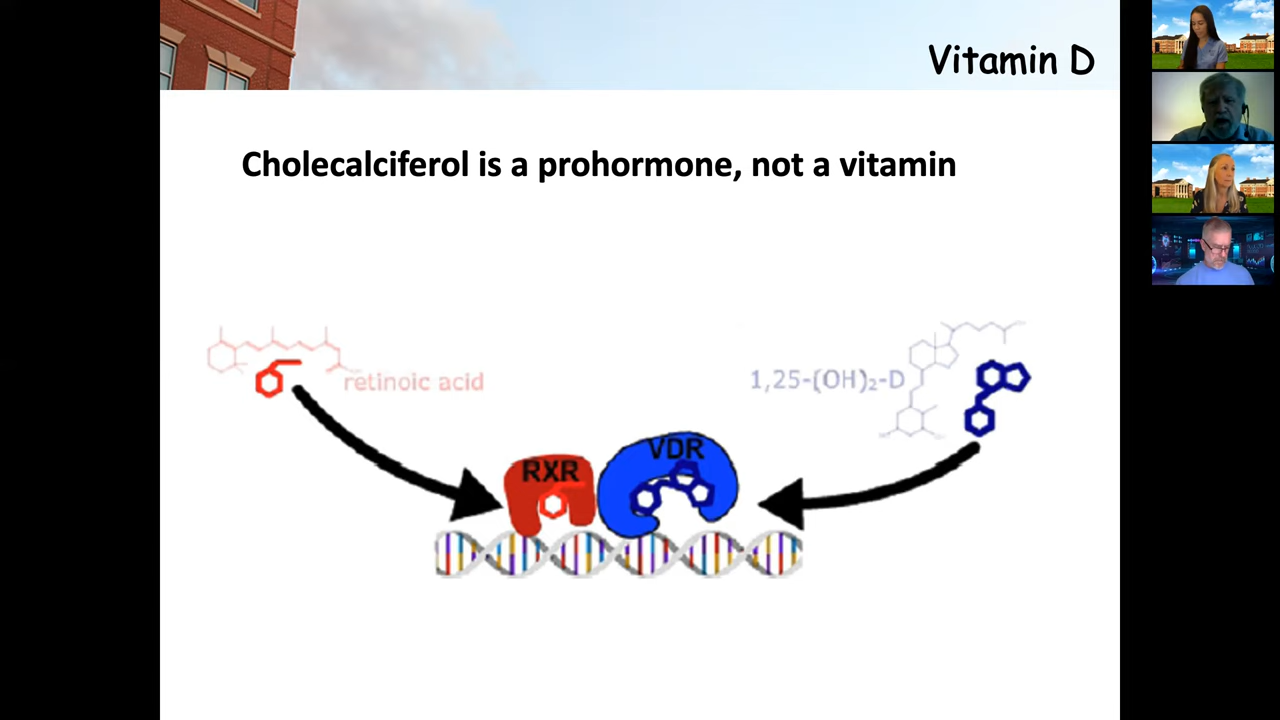 Vitamin D
Cholecalciferol is a prohormone, not a vitamin
retinoic acid
1,25-(OH)₂-D
RXR
VDR